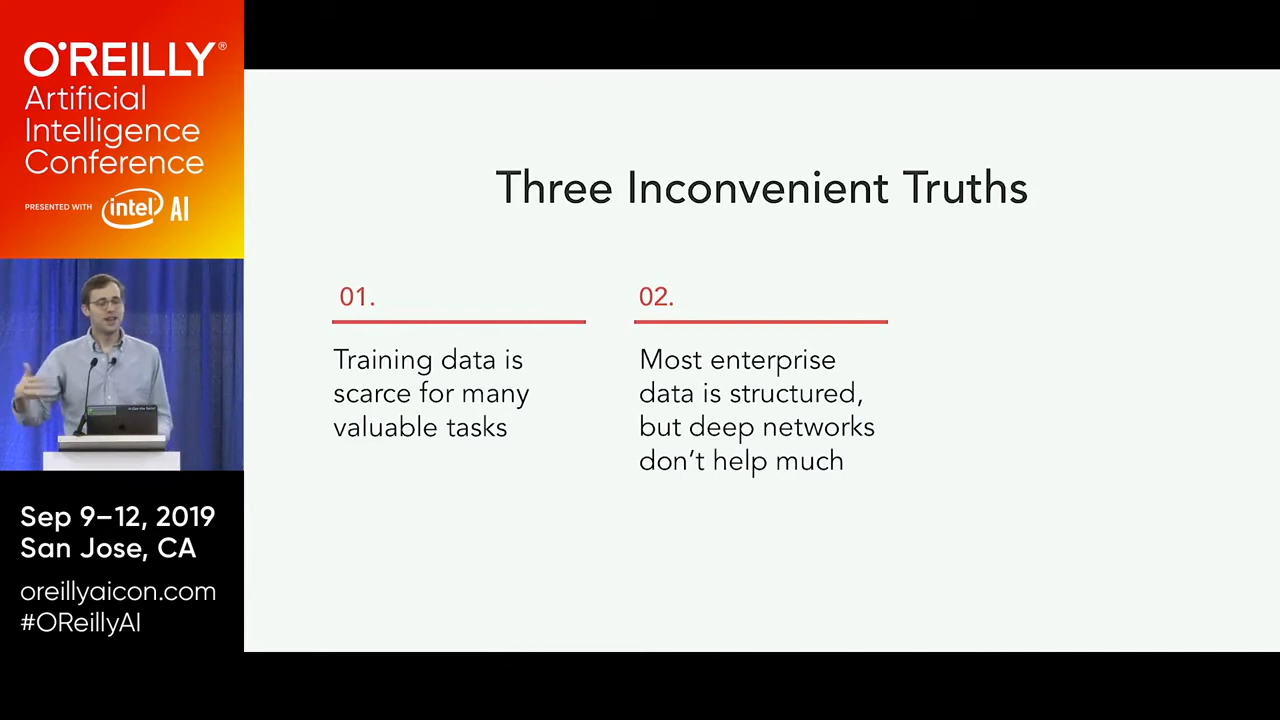 O'REILLY®
Artificial
Intelligence
Conference
PRESENTED WITH intel AI
Sep 9–12, 2019
San Jose, CA
oreillyaicon.com
#OReillyAI
Three Inconvenient Truths
01.
Training data is
scarce for many
valuable tasks
02.
Most enterprise
data is structured,
but deep networks
don't help much